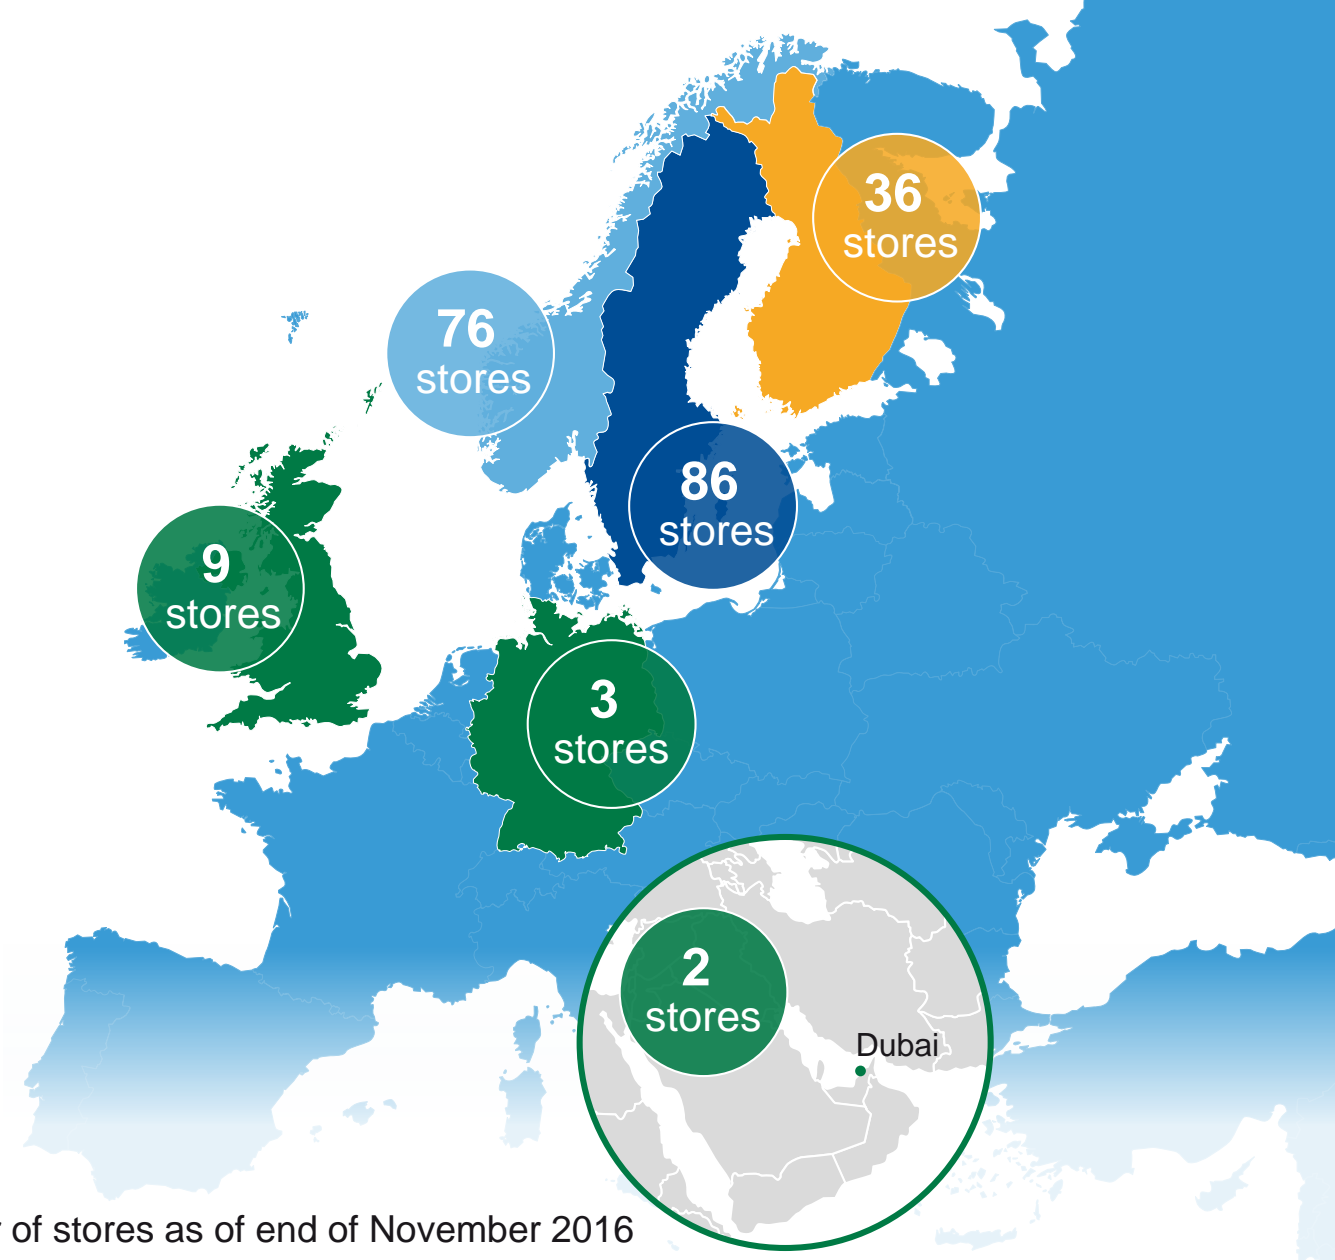 36
stores
76
stores
86
stores
9
stores
3
stores
2
stores
Dubai
of stores as of end of November 2016